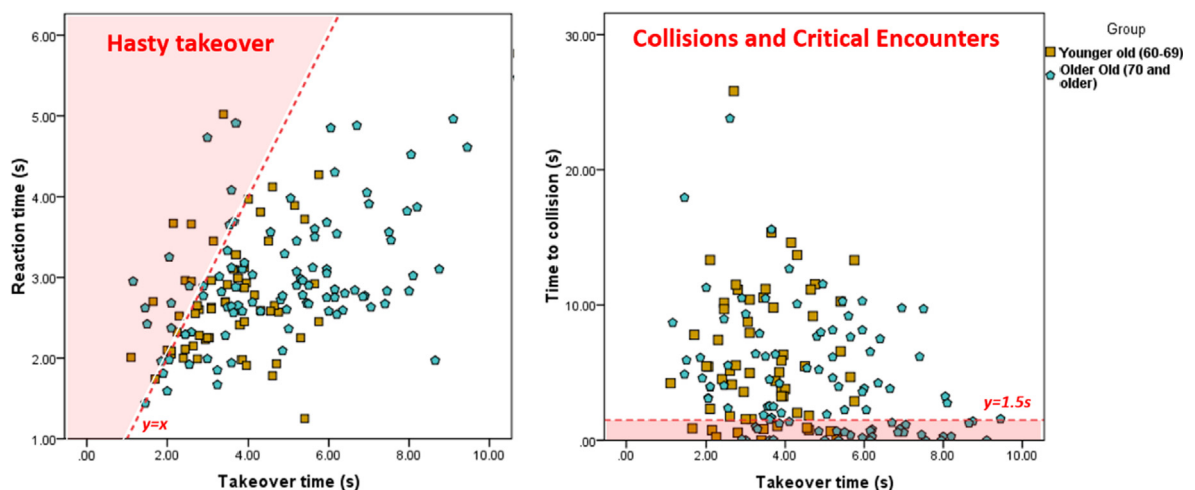 Hasty takeover
6.00
5.00
4.00
3.00
2.00
1.00
Reaction time (s)
y=x
.00
2.00
4.00
6.00
8.00
10.00
Takeover time (s)
Collisions and Critical Encounters
30.00
20.00
10.00
.00
Time to collision (s)
y=1.5s
.00
2.00
4.00
6.00
8.00
10.00
Takeover time (s)
Group
Younger old (60-69)
Older Old (70 and
older)